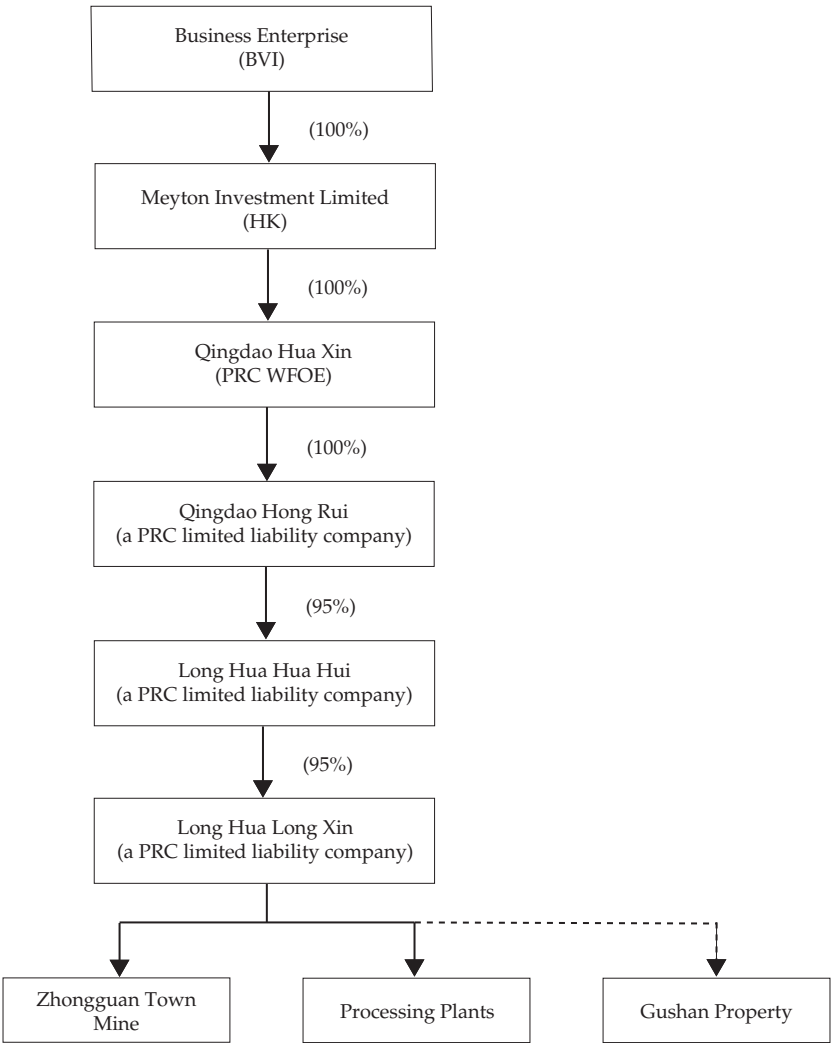 Business Enterprise
(BVI)
(100%)
Meyton Investment Limited
(HK)
(100%)
Qingdao Hua Xin
(PRC WFOE)
(100%)
Qingdao Hong Rui
(a PRC limited liability company)
(95%)
Long Hua Hua Hui
(a PRC limited liability company)
(95%)
Long Hua Long Xin
(a PRC limited liability company)
Zhongguan Town
Mine
Processing Plants
Gushan Property